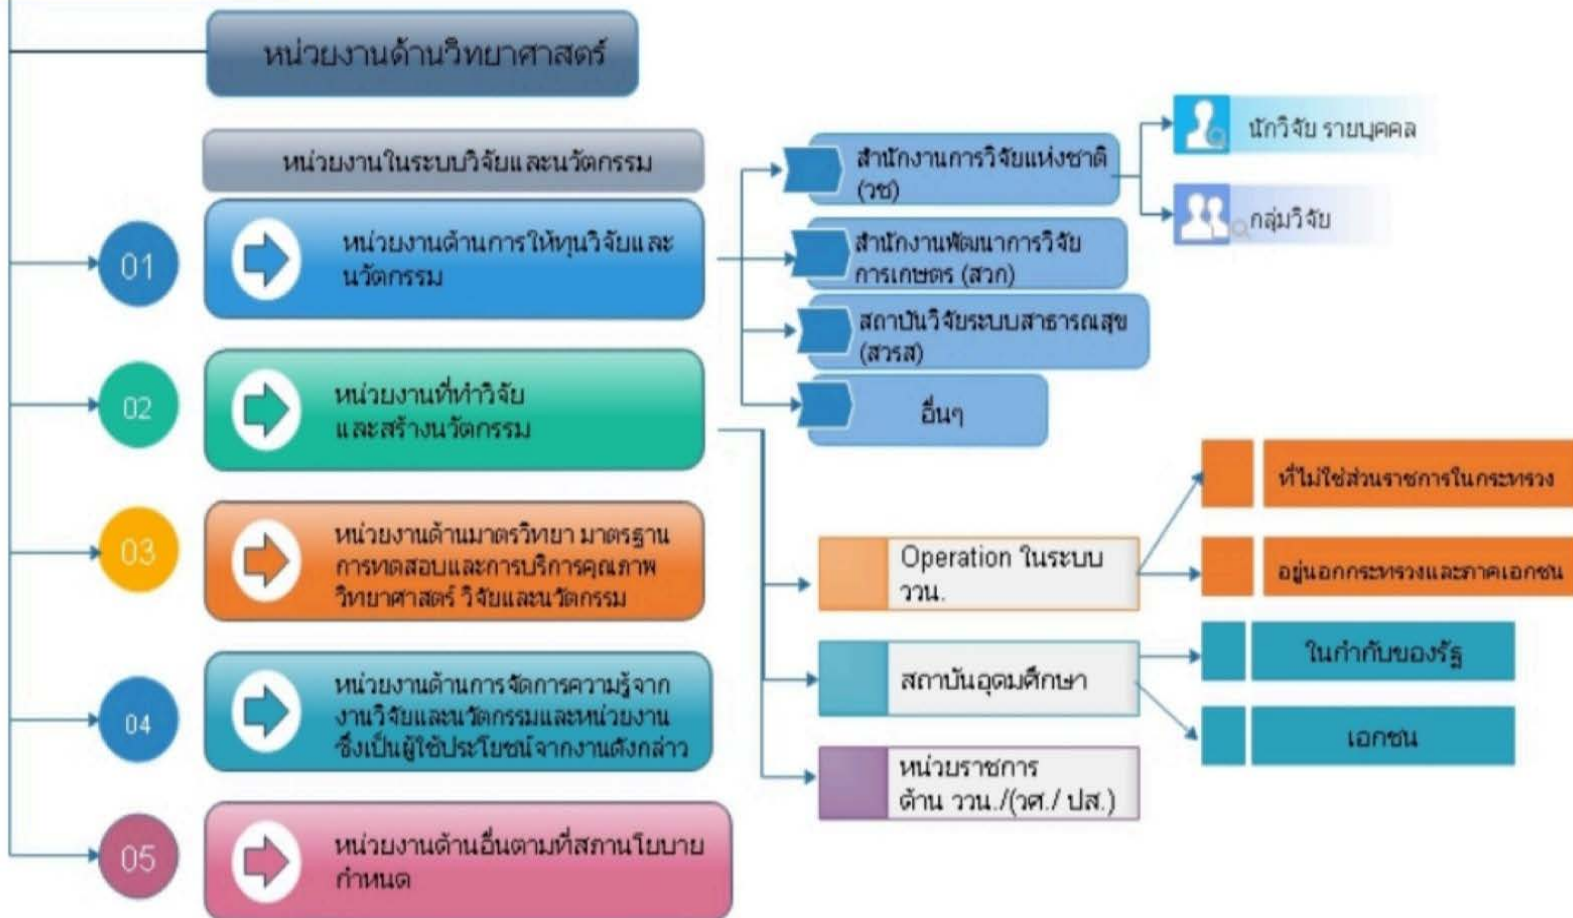 หน่วยงานด้านวิทยาศาสตร์
หน่วยงานในระบบวิจัยและนวัตกรรม
01
หน่วยงานด้านการให้ทุนวิจัยและ
นวัตกรรม
สำนักงานการวิจัยแห่งชาติ
(วช)
นักวิจัย รายบุคคล
กลุ่มวิจัย
สำนักงานพัฒนาการวิจัย
การเกษตร (สวก)
สถาบันวิจัยระบบสาธารณสุข
(สวรส)
อื่นๆ
02
หน่วยงานที่ทำวิจัย
และสร้างนวัตกรรม
Operation ในระบบ
ววน.
ที่ไม่ใช่ส่วนราชการในกระทรวง
อยู่นอกกระทรวงและภาคเอกชน
สถาบันอุดมศึกษา
ในกำกับของรัฐ
เอกชน
หน่วยราชการ
ด้าน ววน./(วศ./ ปส.)
03
หน่วยงานด้านมาตรวิทยา มาตรฐาน
การทดสอบและการบริการคุณภาพ
วิทยาศาสตร์ วิจัยและนวัตกรรม
04
หน่วยงานด้านการจัดการความรู้จาก
งานวิจัยและนวัตกรรมและหน่วยงาน
ซึ่งเป็นผู้ใช้ประโยชน์จากงานดังกล่าว
05
หน่วยงานด้านอื่นตามที่สภานโยบาย
กำหนด